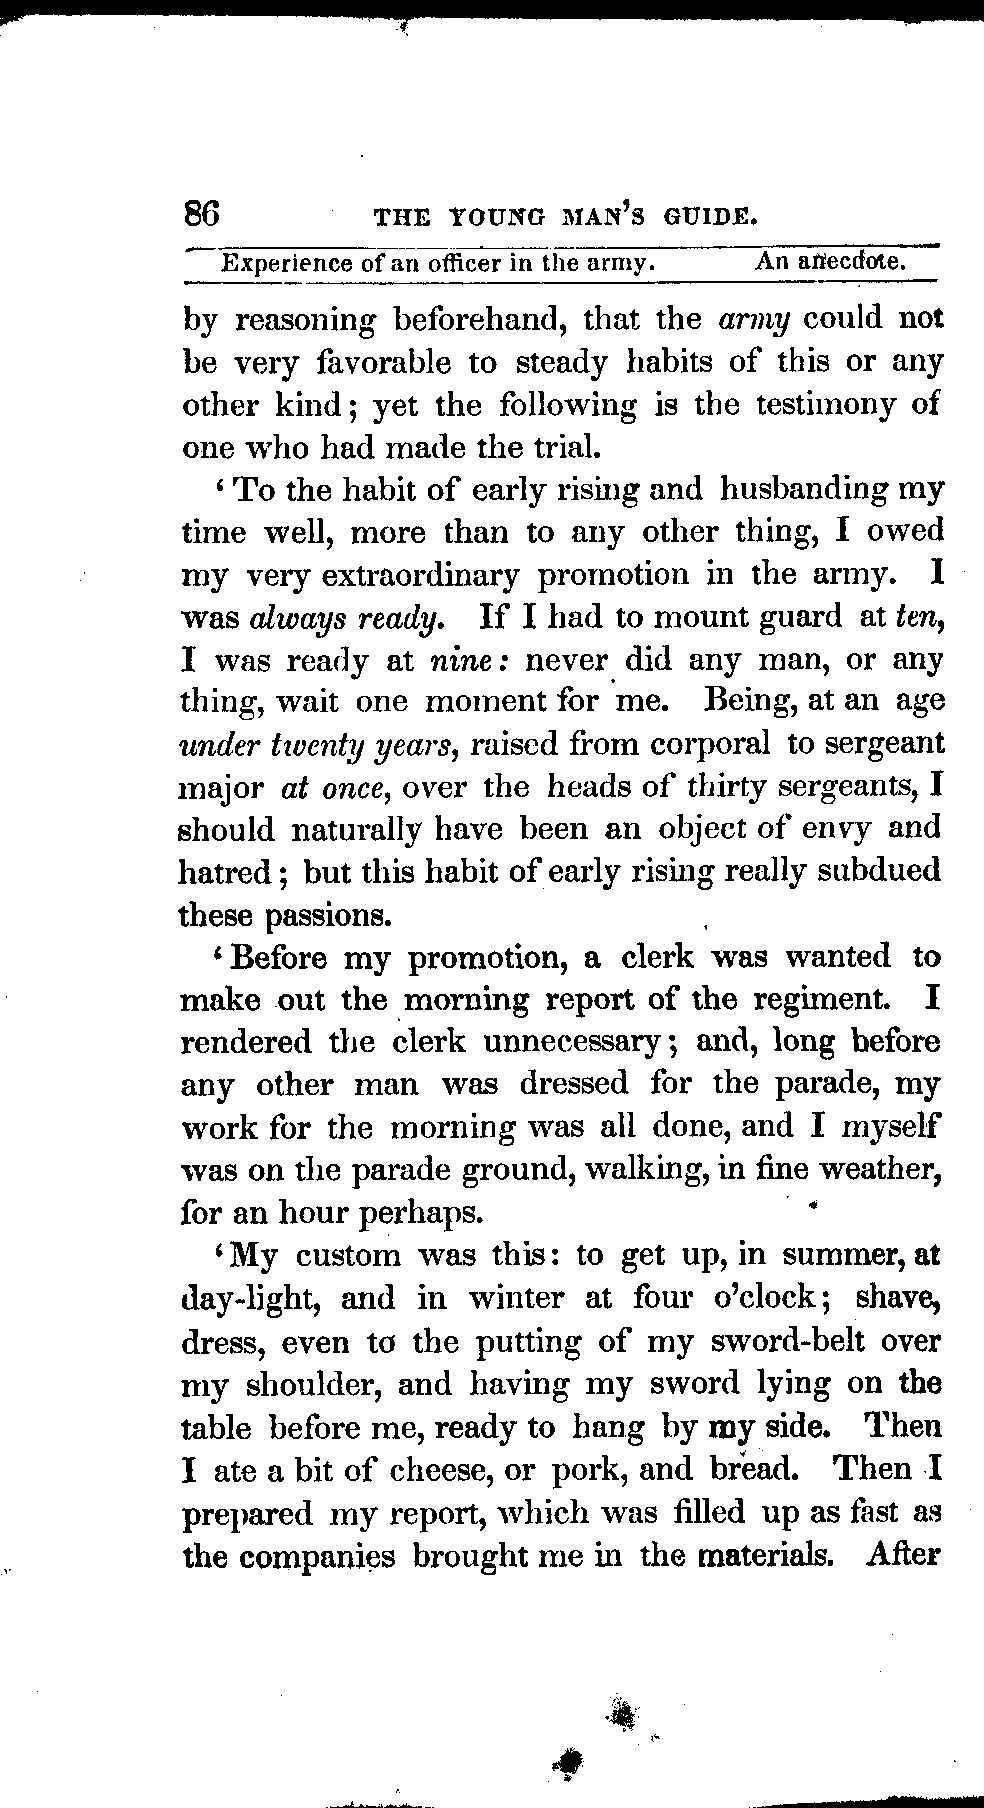 86 THE YOUNG MAN'S GUIDE.
Experience of an officer in the army. An anecdote.
by reasoning beforehand, that the army could not
be very favorable to steady habits of this or any
other kind; yet the following is the testimony of
one who had made the trial.
‘To the habit of early rising and husbanding my
time well, more than to any other thing, I owed
my very extraordinary promotion in the army. I
was always ready. If I had to mount guard at ten,
I was ready at nine: never did any man, or any
thing, wait one moment for me. Being, at an age
under twenty years, raised from corporal to sergeant
major at once, over the heads of thirty sergeants, I
should naturally have been an object of envy and
hatred; but this habit of early rising really subdued
these passions.
‘Before my promotion, a clerk was wanted to
make out the morning report of the regiment. I
rendered the clerk unnecessary; and, long before
any other man was dressed for the parade, my
work for the morning was all done, and I myself
was on the parade ground, walking, in fine weather,
for an hour perhaps.
‘My custom was this: to get up, in summer, at
day-light, and in winter at four o'clock; shave,
dress, even to the putting of my sword-belt over
my shoulder, and having my sword lying on the
table before me, ready to hang by my side. Then
I ate a bit of cheese, or pork, and bread. Then I
prepared my report, which was filled up as fast as
the companies brought me in the materials. After